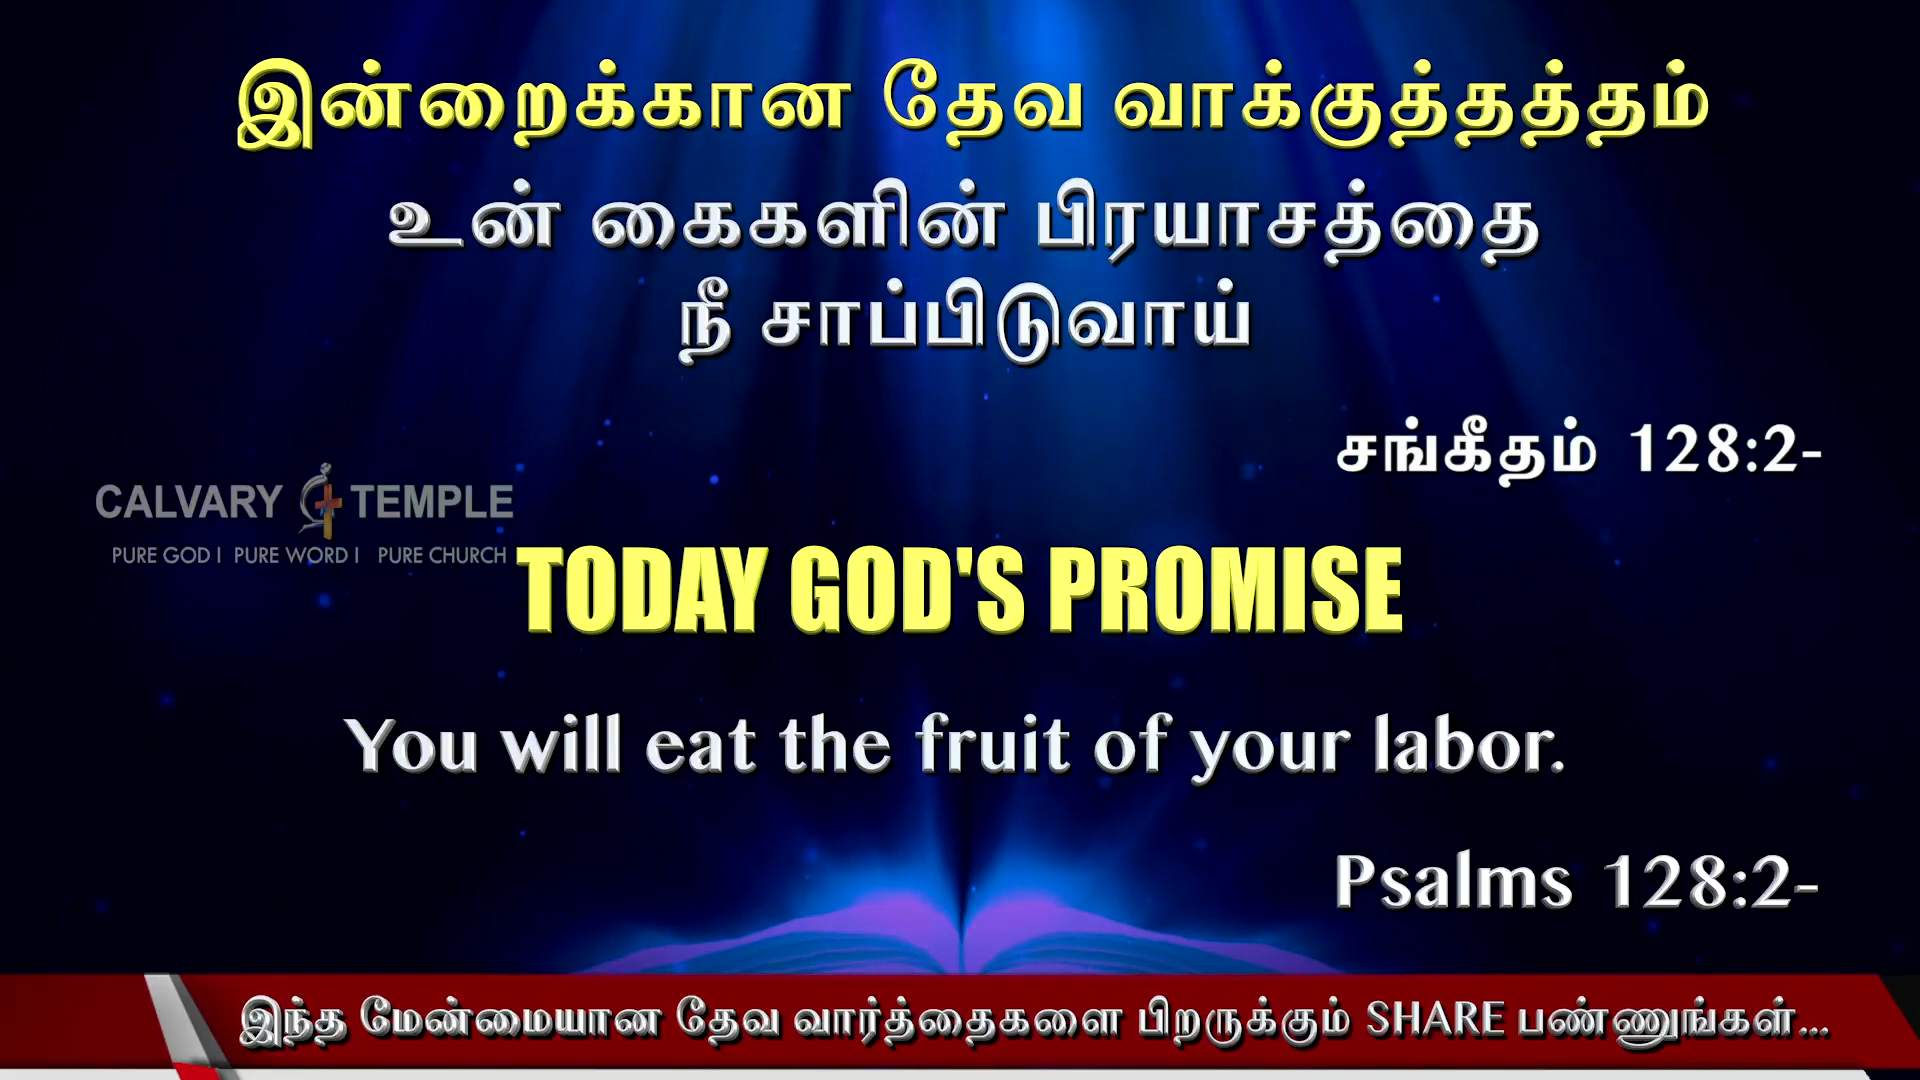 இன்றைக்கான தேவ வாக்குத்தத்தம்
உன் கைகளின் பிரயாசத்தை
நீ சாப்பிடுவாய்
சங்கீதம் 128:2-
CALVARY TEMPLE
PURE GOD I PURE WORD I PURE CHURCH
TODAY GOD'S PROMISE
You will eat the fruit of your labor.
Psalms 128:2-
இந்த மேன்மையான தேவ வார்த்தைகளை பிறருக்கும் SHARE பண்ணுங்கள்...